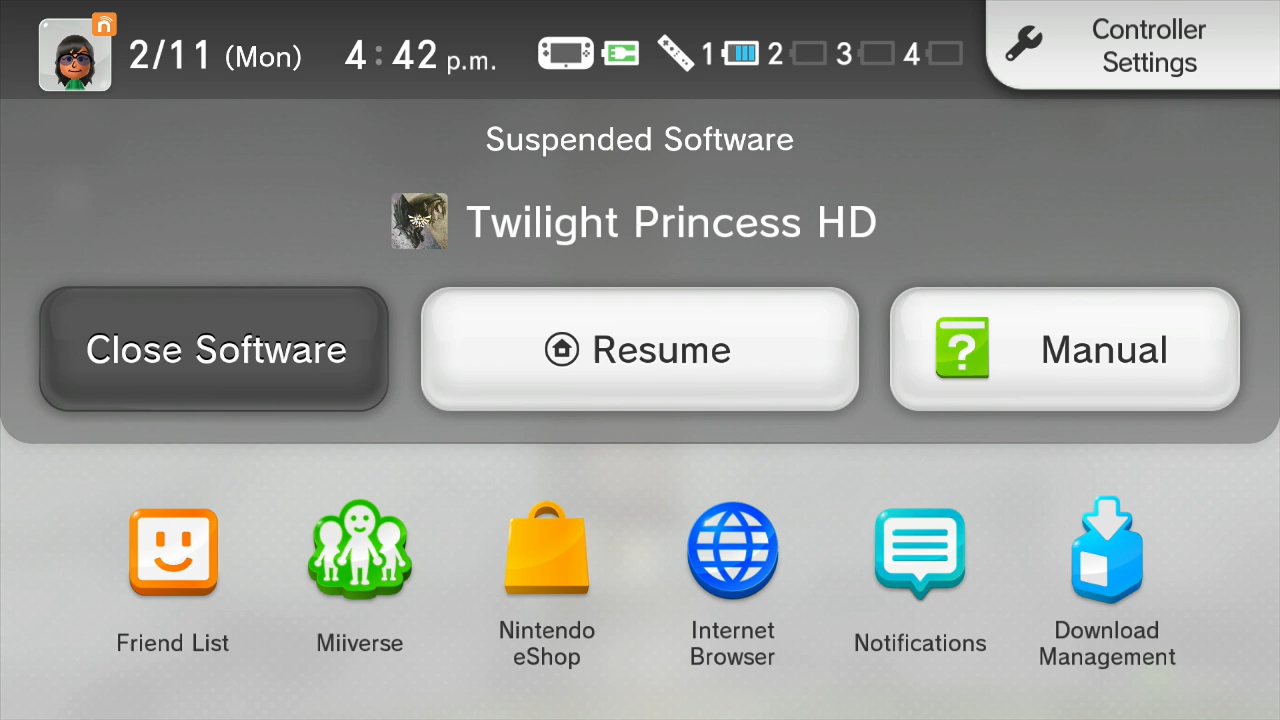 2/11 (Mon) 4:42 p.m. 1 2 3 4
Controller
Settings
Suspended Software
Twilight Princess HD
Close Software
Resume
? Manual
Friend List
Miiverse
Nintendo
eShop
Internet
Browser
Notifications
Download
Management